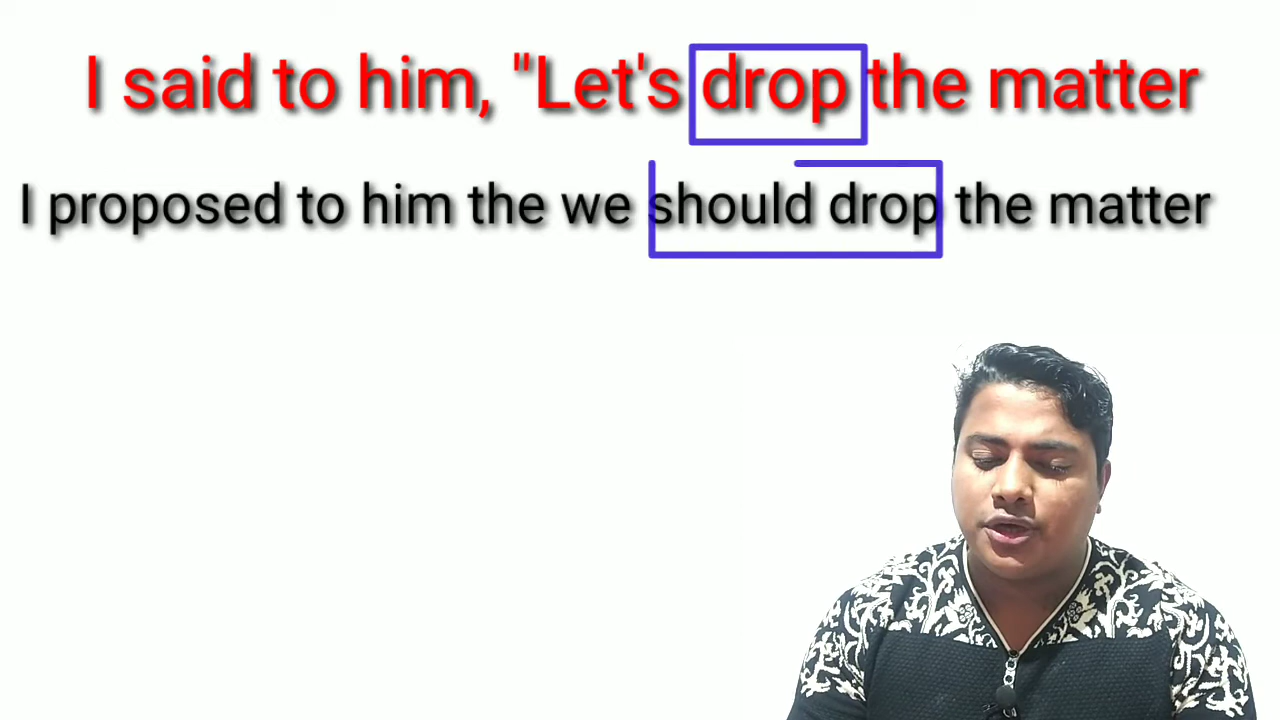 I said to him, "Let's drop the matter
I proposed to him the we should drop the matter